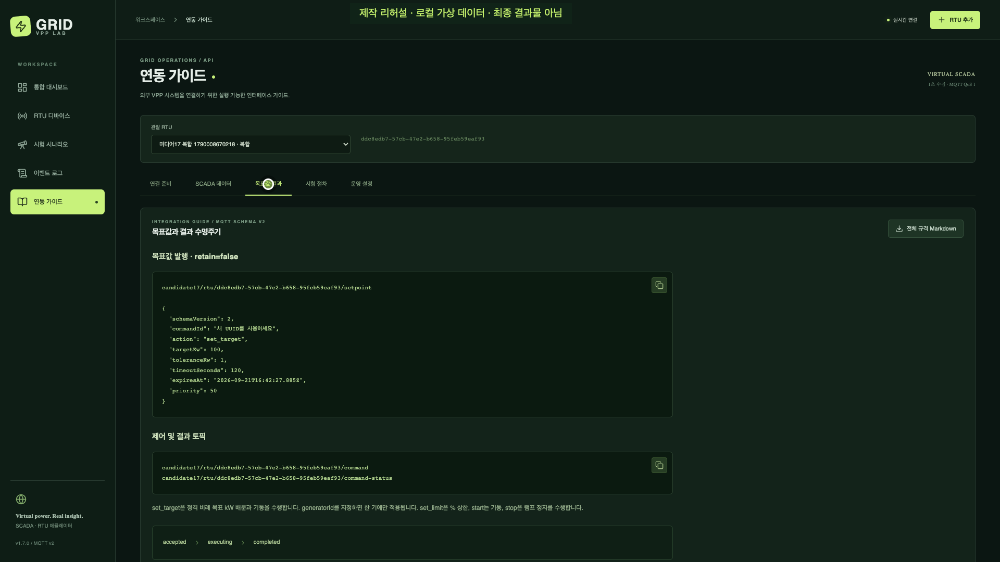 GRID
VPP LAB
WORKSPACE
통합 대시보드
RTU 디바이스
시험 시나리오
이벤트 로그
연동 가이드
Virtual power. Real insight.
SCADA · RTU 에뮬레이터
v1.7.0 / MQTT v2
워크스페이스
연동 가이드
제작 리허설 · 로컬 가상 데이터 · 최종 결과물 아님
실시간 연결
RTU 추가
GRID OPERATIONS / API
연동 가이드
외부 VPP 시스템을 연결하기 위한 실행 가능한 인터페이스 가이드.
VIRTUAL SCADA
1초 수집 · MQTT QoS 1
관찰 RTU
미디어17 복합 1790008670218 · 복합
ddc8edb7-57cb-47e2-b658-95feb59eaf93
연결 준비
SCADA 데이터
목표값·결과
시험 절차
운영 설정
INTEGRATION GUIDE / MQTT SCHEMA V2
목표값과 결과 수명주기
전체 규격 Markdown
목표값 발행 · retain=false
candidate17/rtu/ddc8edb7-57cb-47e2-b658-95feb59eaf93/setpoint
{
"schemaVersion": 2,
"commandId": "새 UUID를 사용하세요",
"action": "set_target",
"targetKw": 100,
"toleranceKw": 1,
"timeoutSeconds": 120,
"expiresAt": "2026-09-21T16:42:27.885Z",
"priority": 50
}
제어 및 결과 토픽
candidate17/rtu/ddc8edb7-57cb-47e2-b658-95feb59eaf93/command
candidate17/rtu/ddc8edb7-57cb-47e2-b658-95feb59eaf93/command-status
set_target은 정격 비례 목표 kW 배분과 기동을 수행합니다. generatorId를 지정하면 한 기에만 적용됩니다. set_limit은 % 상한, start는 기동, stop은 램프 정지를 수행합니다.
accepted
executing
completed